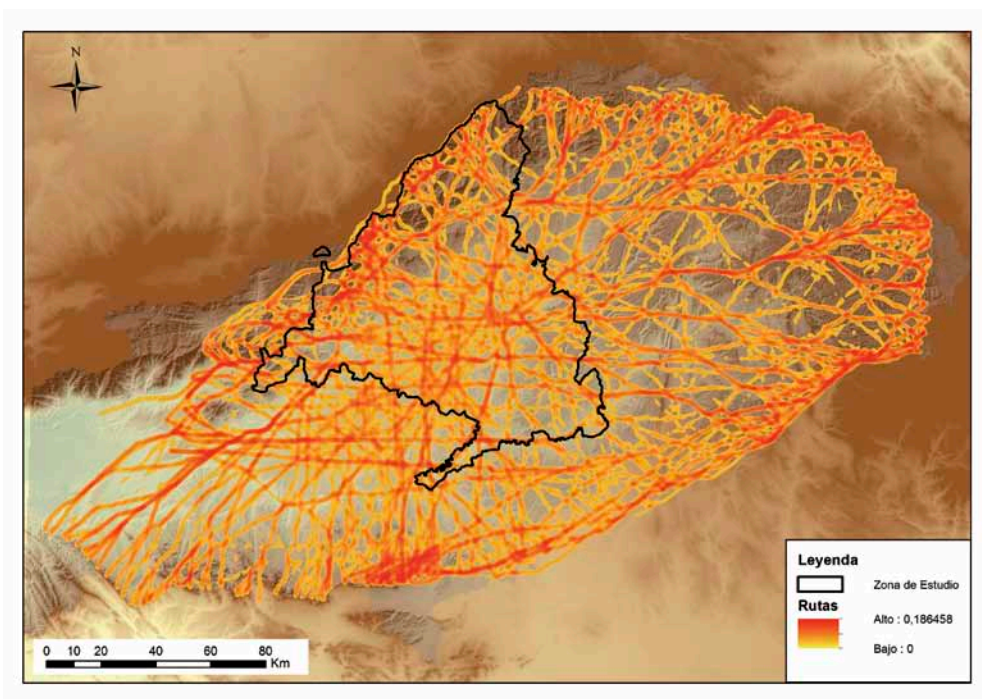 N
Leyenda
Zona de Estudio
Rutas
Alto : 0,186458
Bajo : 0
0 10 20 40 60 80
Km